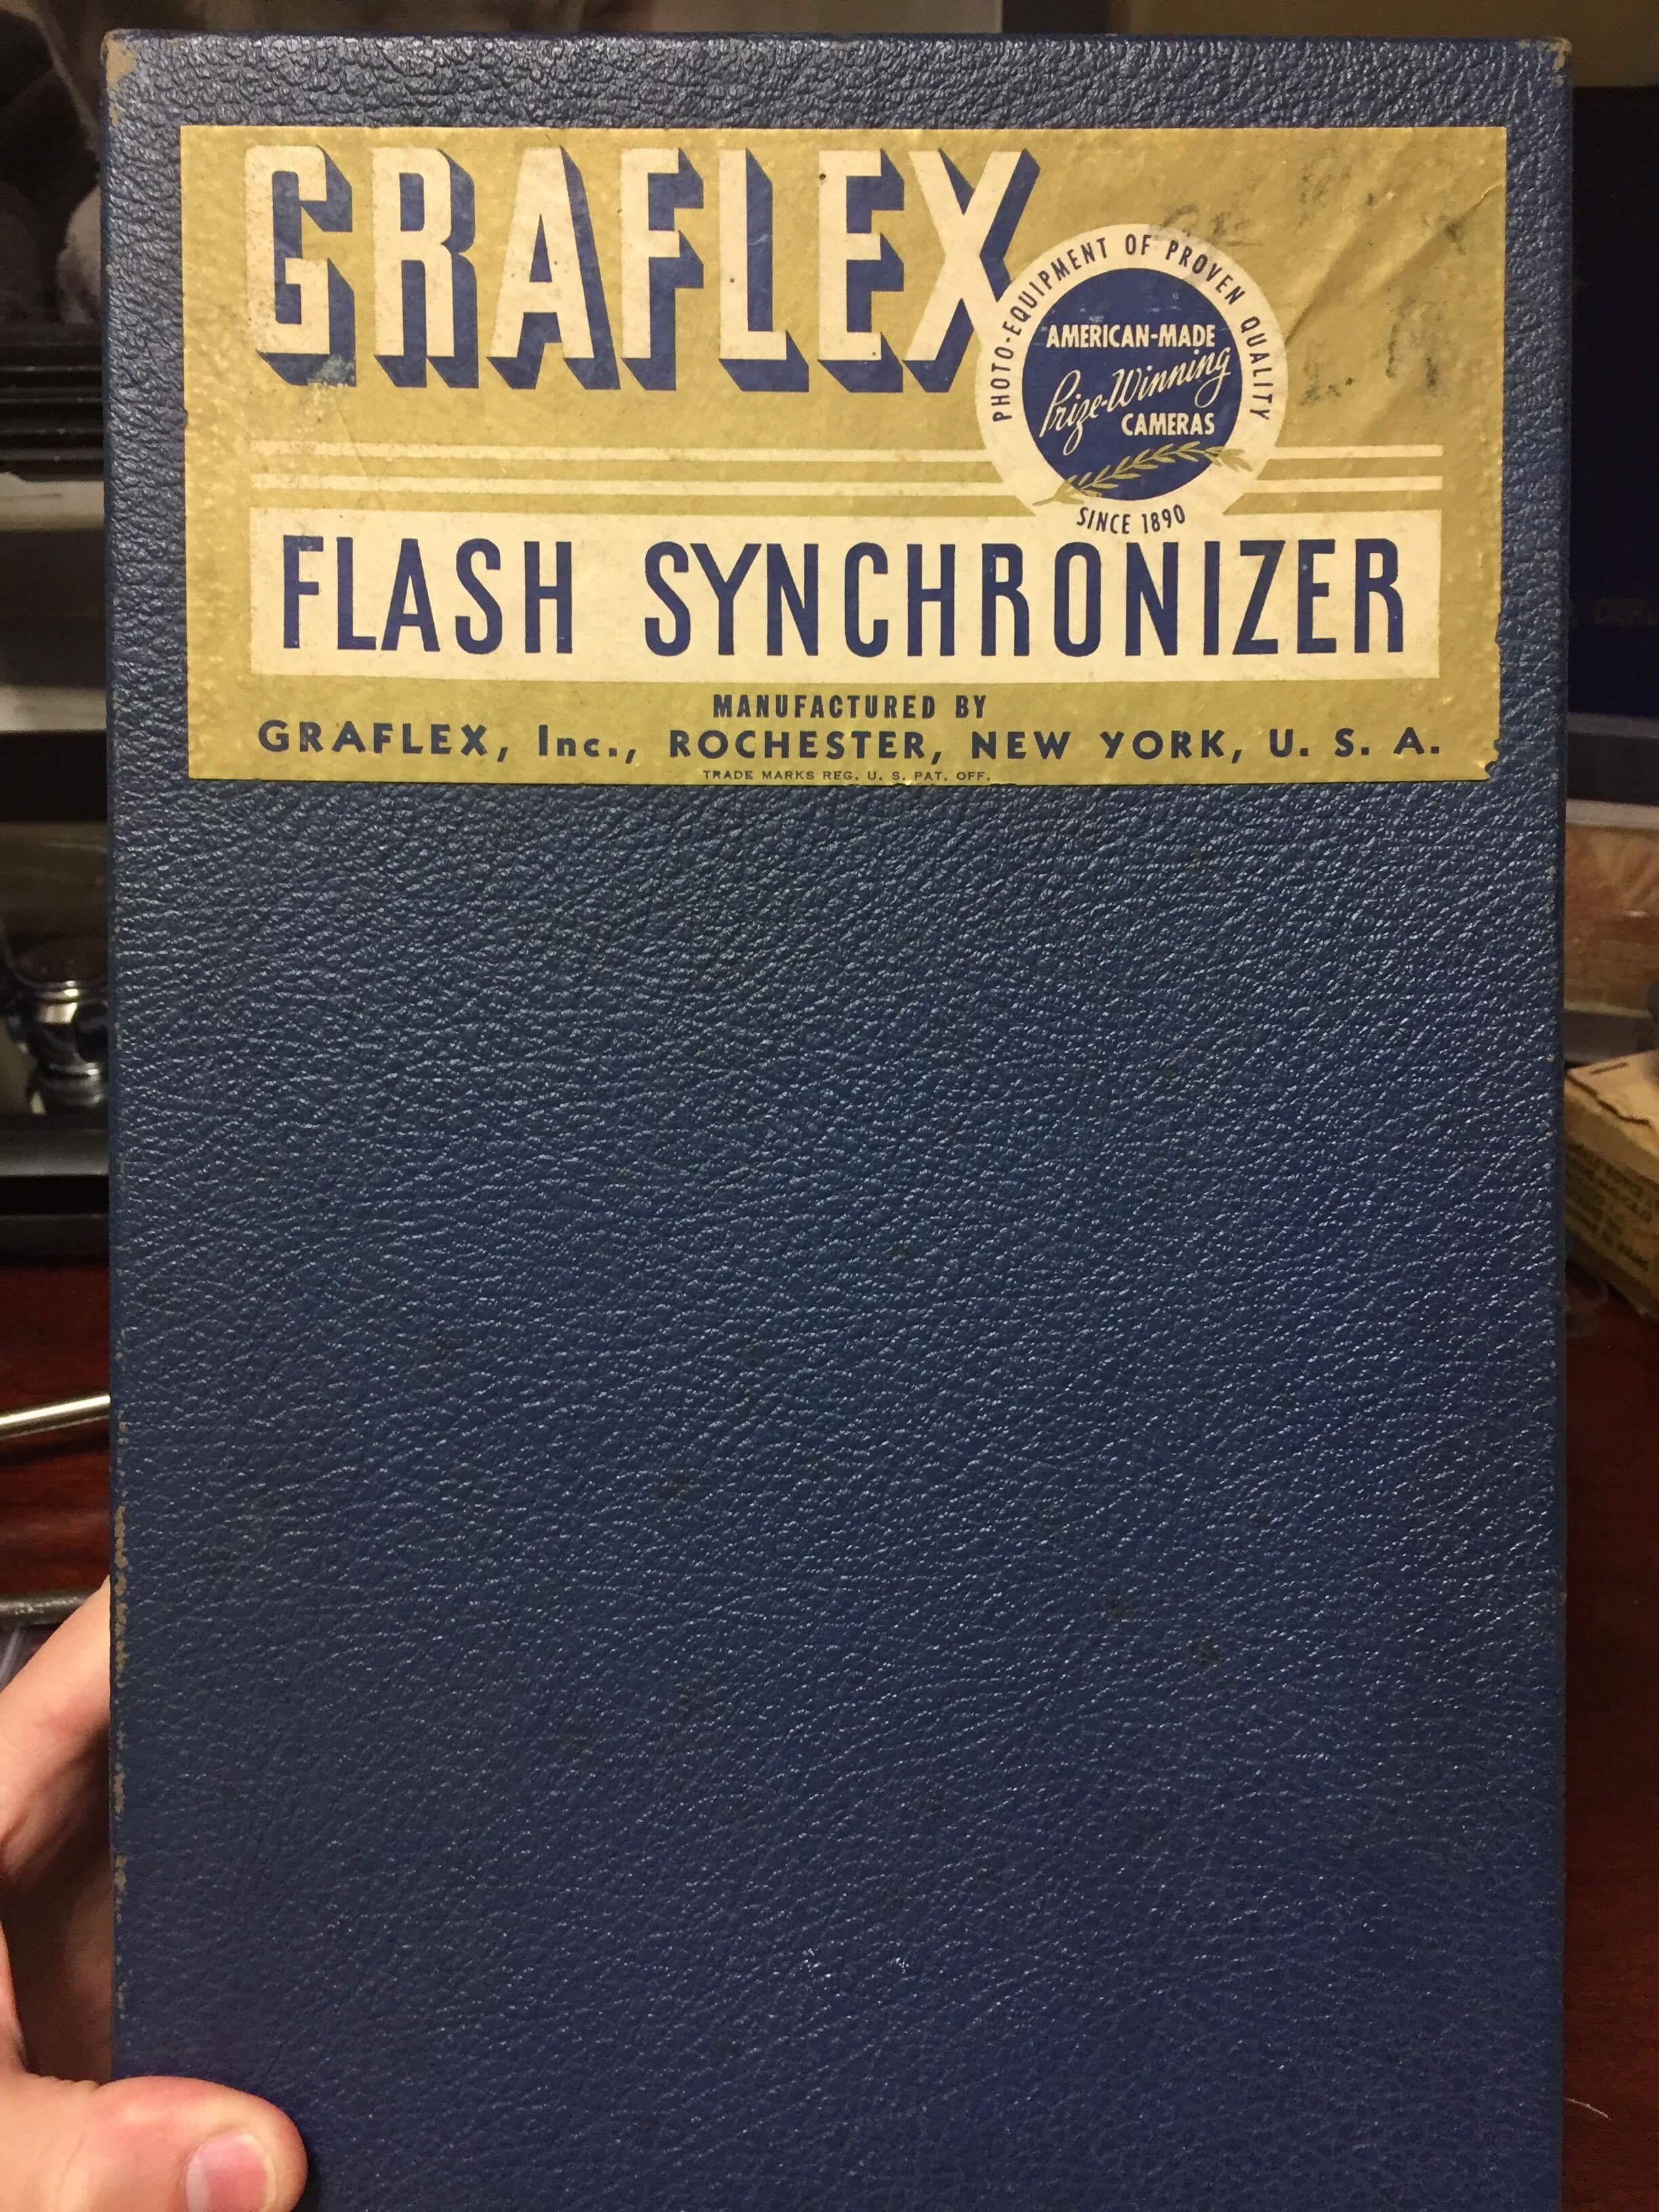 GRAFLEX
PHOTO-EQUIPMENT OF PROVEN QUALITY
AMERICAN-MADE
Prize-Winning
CAMERAS
SINCE 1890
FLASH SYNCHRONIZER
MANUFACTURED BY
GRAFLEX, Inc., ROCHESTER, NEW YORK, U. S. A.
TRADE MARKS REG. U. S. PAT. OFF.